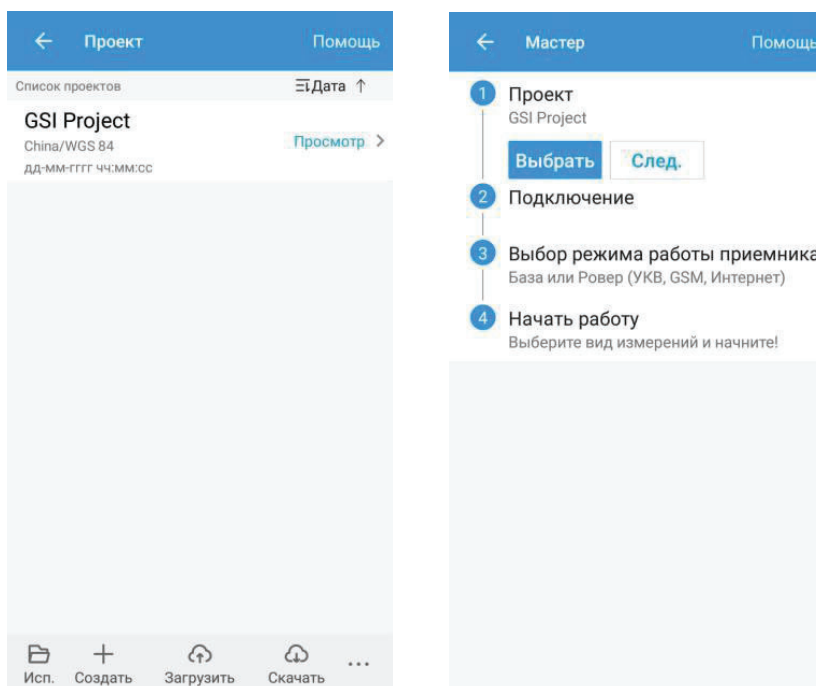 Проект
Помощь
Список проектов
Дата ↑
GSI Project
China/WGS 84
Просмотр >
дд-мм-гггг чч:мм:сс
Исп.
Создать
Загрузить
Скачать
...
Мастер
Помощь
1 Проект
GSI Project
Выбрать
След.
2 Подключение
3 Выбор режима работы приемника
База или Ровер (УКВ, GSM, Интернет)
4 Начать работу
Выберите вид измерений и начните!